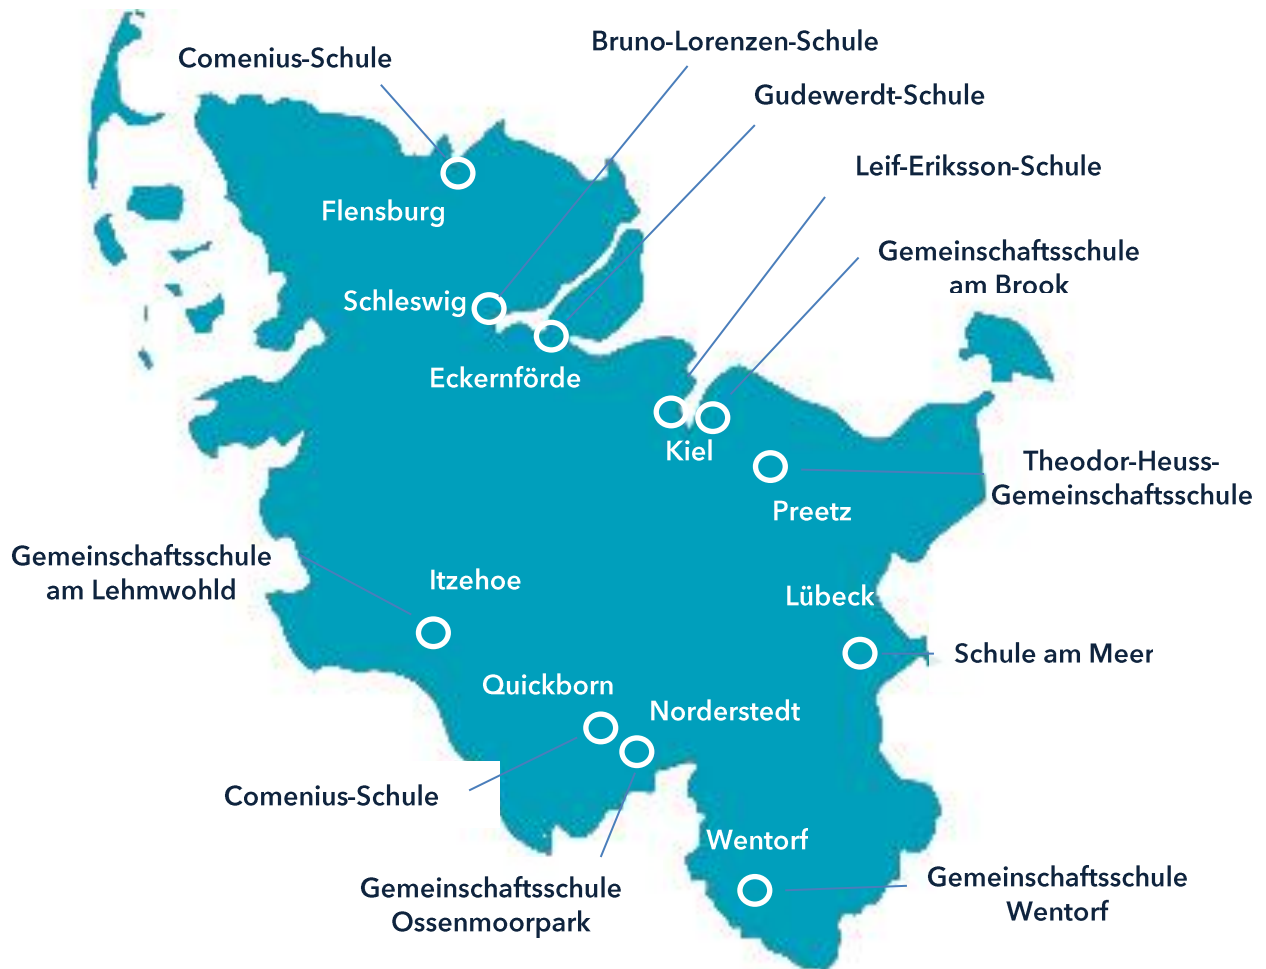 Bruno-Lorenzen-Schule
Comenius-Schule
Gudewerdt-Schule
Leif-Eriksson-Schule
Flensburg
Gemeinschaftsschule
am Brook
Schleswig
Eckernförde
Kiel
Theodor-Heuss-
Gemeinschaftsschule
Preetz
Gemeinschaftsschule
am Lehmwohld
Itzehoe
Lübeck
Schule am Meer
Quickborn
Norderstedt
Comenius-Schule
Wentorf
Gemeinschaftsschule
Ossenmoorpark
Gemeinschaftsschule
Wentorf